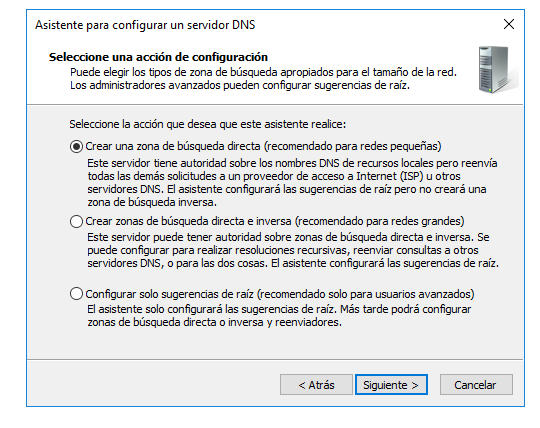 Asistente para configurar un servidor DNS
Seleccione una acción de configuración
Puede elegir los tipos de zona de búsqueda apropiados para el tamaño de la red.
Los administradores avanzados pueden configurar sugerencias de raíz.
Seleccione la acción que desea que este asistente realice:
Crear una zona de búsqueda directa (recomendado para redes pequeñas)
Este servidor tiene autoridad sobre los nombres DNS de recursos locales pero reenvía
todas las demás solicitudes a un proveedor de acceso a Internet (ISP) u otros
servidores DNS. El asistente configurará las sugerencias de raíz pero no creará una
zona de búsqueda inversa.
Crear zonas de búsqueda directa e inversa (recomendado para redes grandes)
Este servidor puede tener autoridad sobre zonas de búsqueda directa e inversa. Se
puede configurar para realizar resoluciones recursivas, reenviar consultas a otros
servidores DNS, o para las dos cosas. El asistente configurará las sugerencias de raíz.
Configurar solo sugerencias de raíz (recomendado solo para usuarios avanzados)
El asistente solo configurará las sugerencias de raíz. Más tarde podrá configurar
zonas de búsqueda directa o inversa y reenviadores.
< Atrás
Siguiente >
Cancelar